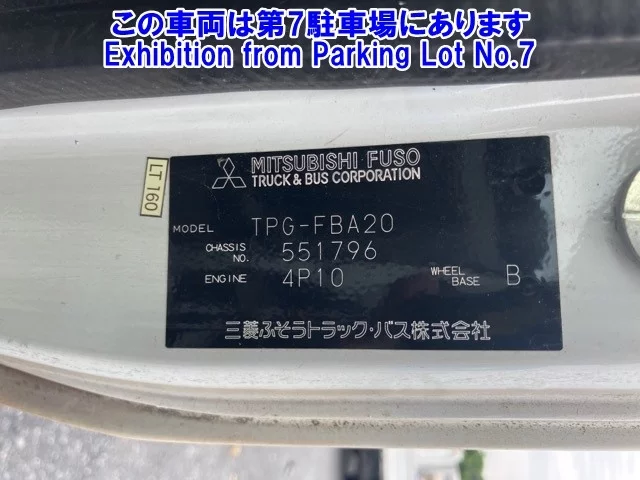 この車両は第7駐車場にあります
Exhibition from Parking Lot No.7
MITSUBISHI FUSO
TRUCK & BUS CORPORATION
LT160
MODEL TPG-FBA20
CHASSIS NO. 551796
ENGINE 4P10 WHEEL BASE B
三菱ふそうトラック・バス株式会社